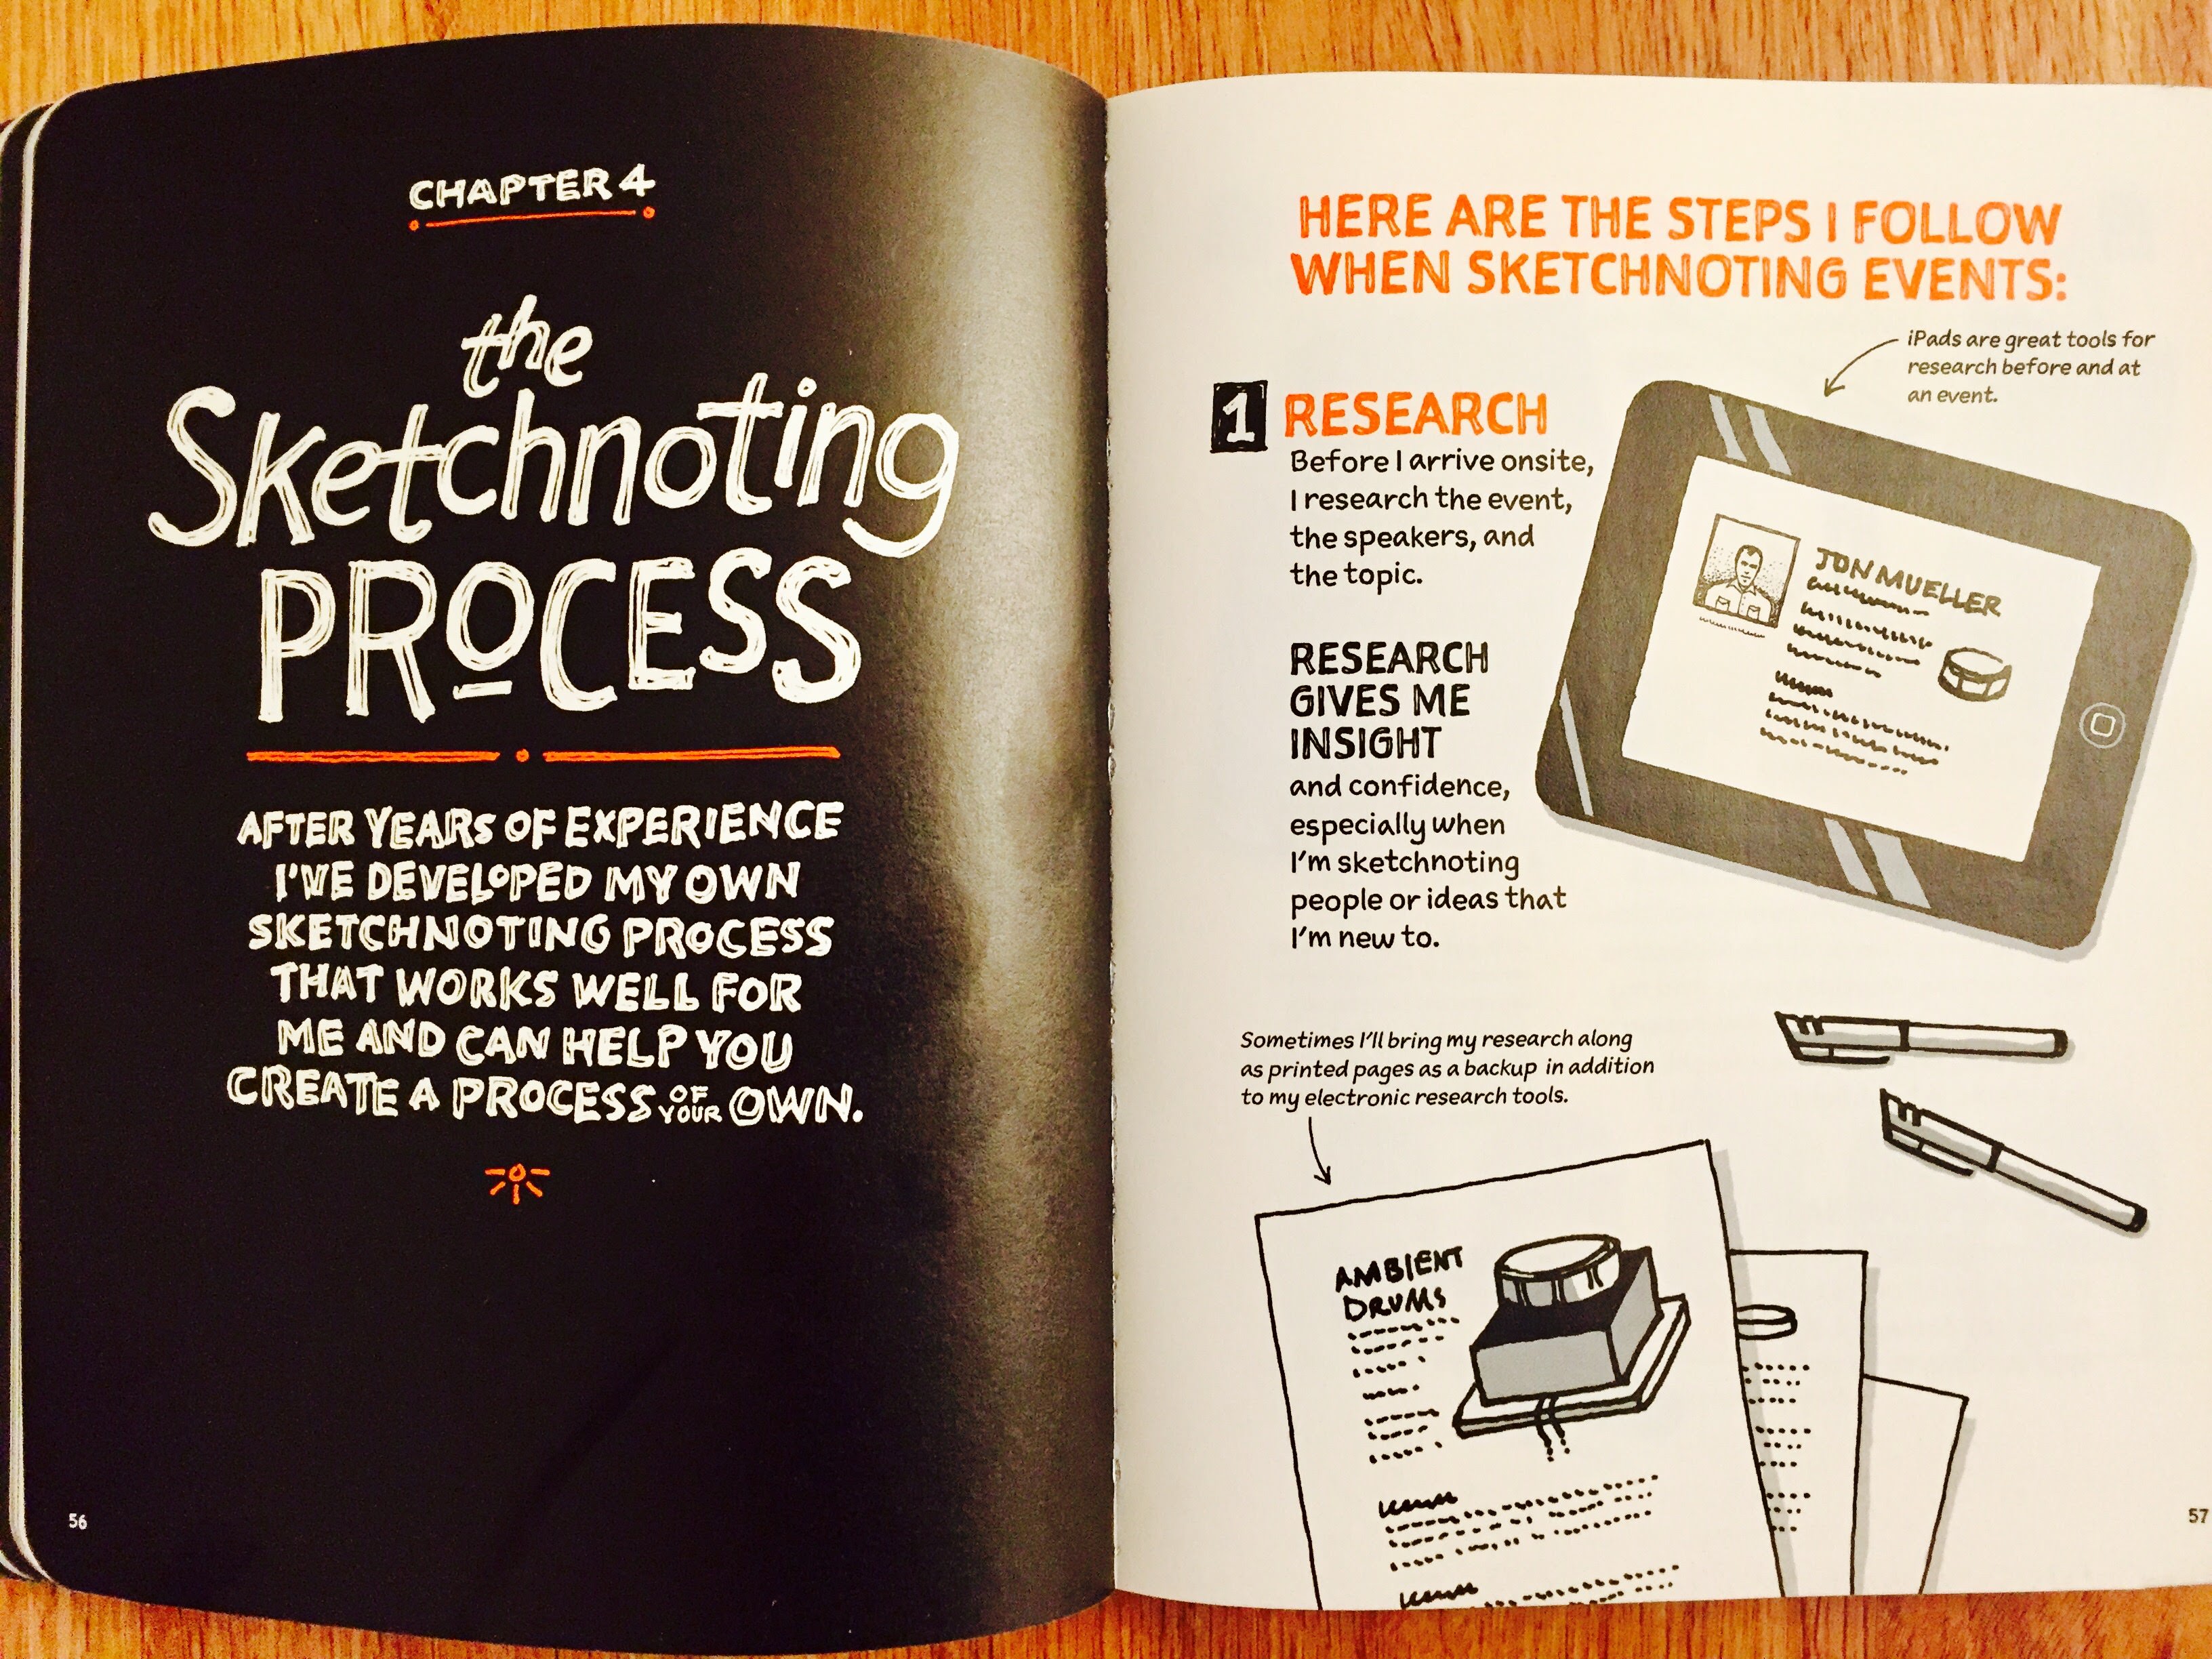 CHAPTER 4
the
Sketchnoting
PROCESS
AFTER YEARS OF EXPERIENCE
I'VE DEVELOPED MY OWN
SKETCHNOTING PROCESS
THAT WORKS WELL FOR
ME AND CAN HELP YOU
CREATE A PROCESS OF YOUR OWN.
56
HERE ARE THE STEPS I FOLLOW
WHEN SKETCHNOTING EVENTS:
iPads are great tools for
research before and at
an event.
1 RESEARCH
Before I arrive onsite,
I research the event,
the speakers, and
the topic.
JON MUELLER
RESEARCH
GIVES ME
INSIGHT
and confidence,
especially when
I'm sketchnoting
people or ideas that
I'm new to.
Sometimes I'll bring my research along
as printed pages as a backup in addition
to my electronic research tools.
AMBIENT
DRUMS
57